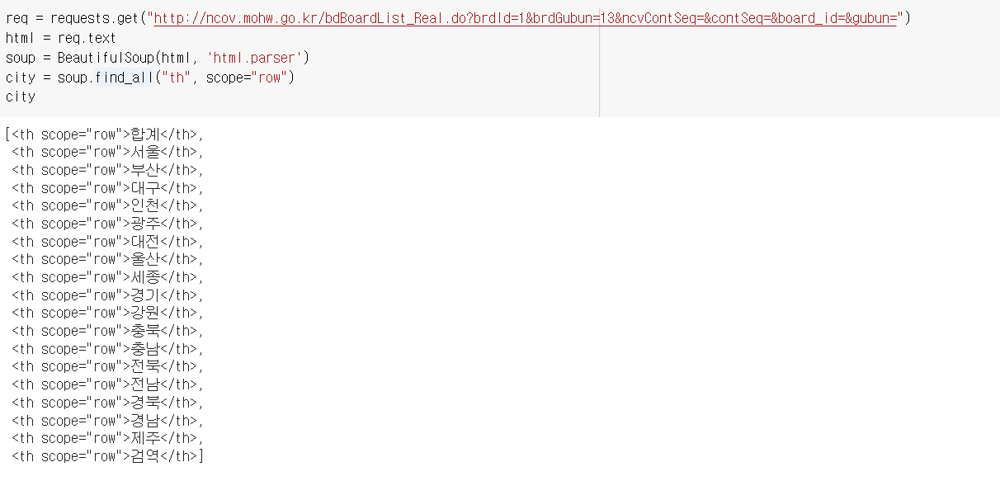 req = requests.get("http://ncov.mohw.go.kr/bdBoardList_Real.do?brdId=1&brdGubun=13&ncvContSeq=&contSeq=&board_id=&gubun=")
html = req.text
soup = BeautifulSoup(html, 'html.parser')
city = soup.find_all("th", scope="row")
city
[<th scope="row">합계</th>,
<th scope="row">서울</th>,
<th scope="row">부산</th>,
<th scope="row">대구</th>,
<th scope="row">인천</th>,
<th scope="row">광주</th>,
<th scope="row">대전</th>,
<th scope="row">울산</th>,
<th scope="row">세종</th>,
<th scope="row">경기</th>,
<th scope="row">강원</th>,
<th scope="row">충북</th>,
<th scope="row">충남</th>,
<th scope="row">전북</th>,
<th scope="row">전남</th>,
<th scope="row">경북</th>,
<th scope="row">경남</th>,
<th scope="row">제주</th>,
<th scope="row">검역</th>]